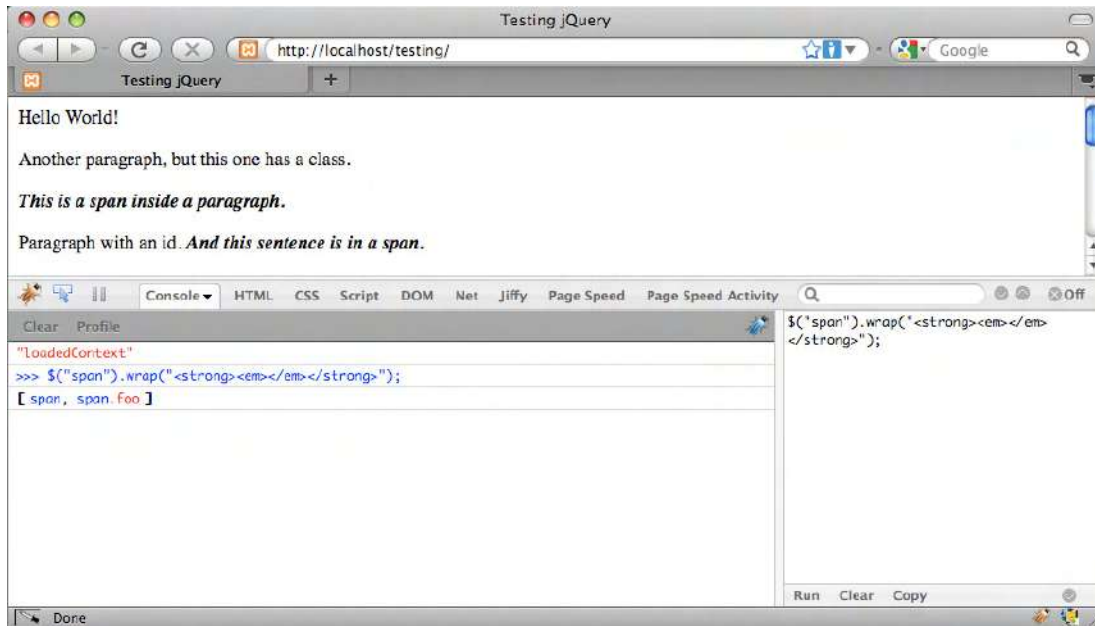 Testing jQuery
http://localhost/testing/
Google
Testing jQuery
+
Hello World!
Another paragraph, but this one has a class.
This is a span inside a paragraph.
Paragraph with an id. And this sentence is in a span.
Console HTML CSS Script DOM Net Jiffy Page Speed Page Speed Activity Off
Clear Profile
"loadedContext"
>>> $("span").wrap("<strong><em></em></strong>");
[ span, span.foo ]
$("span").wrap("<strong><em></em>
</strong>");
Run Clear Copy
Done